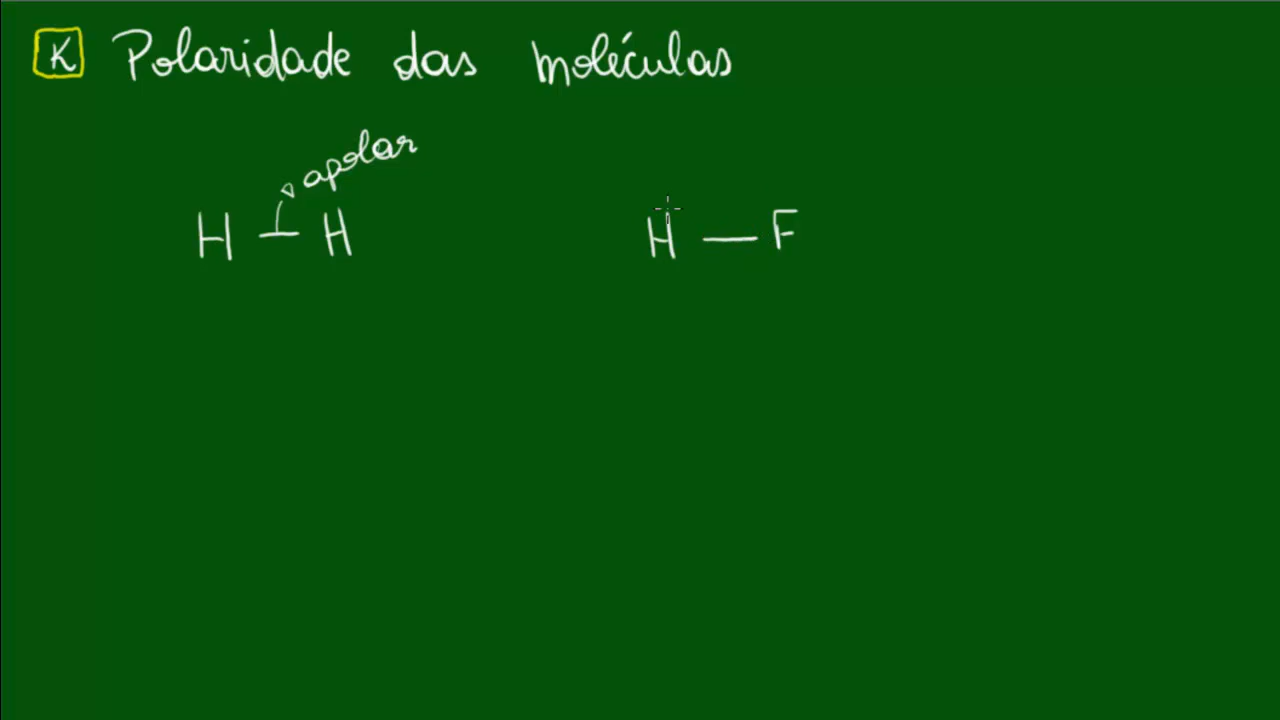 K Polaridade das moléculas
apolar
H — H
H — F